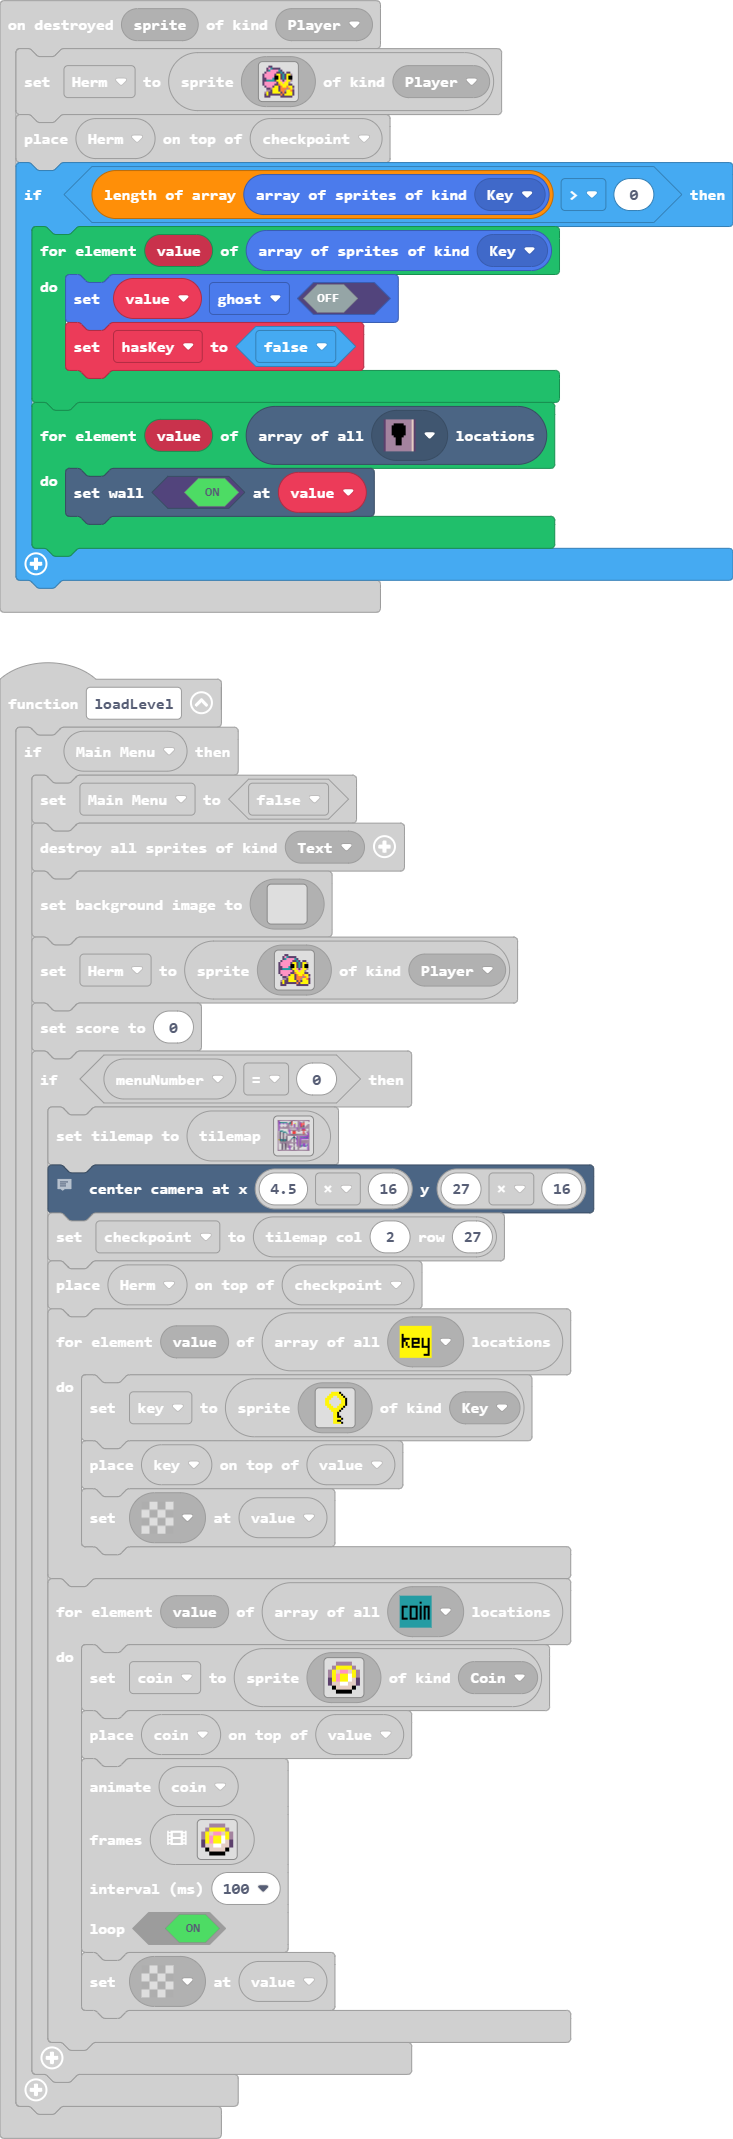 on destroyed sprite of kind Player
set Herm to sprite of kind Player
place Herm on top of checkpoint
if length of array array of sprites of kind Key > 0 then
for element value of array of sprites of kind Key
do
set value ghost OFF
set hasKey to false
for element value of array of all locations
do
set wall ON at value
function loadLevel
if Main Menu then
set Main Menu to false
destroy all sprites of kind Text
set background image to
set Herm to sprite of kind Player
set score to 0
if menuNumber = 0 then
set tilemap to tilemap
center camera at x 4.5 × 16 y 27 × 16
set checkpoint to tilemap col 2 row 27
place Herm on top of checkpoint
for element value of array of all key locations
do
set key to sprite of kind Key
place key on top of value
set at value
for element value of array of all coin locations
do
set coin to sprite of kind Coin
place coin on top of value
animate coin
frames
interval (ms) 100
loop ON
set at value